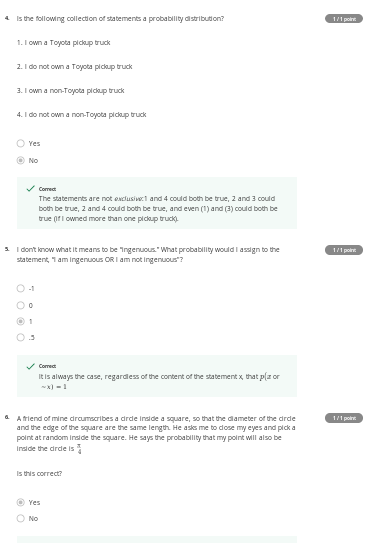 4. Is the following collection of statements a probability distribution? 1 / 1 point
1. I own a Toyota pickup truck
2. I do not own a Toyota pickup truck
3. I own a non-Toyota pickup truck
4. I do not own a non-Toyota pickup truck
Yes
No
Correct
The statements are not exclusive: 1 and 4 could both be true, 2 and 3 could
both be true, 2 and 4 could both be true, and even (1) and (3) could both be
true (if I owned more than one pickup truck).
5. I don't know what it means to be "ingenuous." What probability would I assign to the 1 / 1 point
statement, "I am ingenuous OR I am not ingenuous"?
-1
0
1
.5
Correct
It is always the case, regardless of the content of the statement x, that p(x or
∼x) = 1
6. A friend of mine circumscribes a circle inside a square, so that the diameter of the circle 1 / 1 point
and the edge of the square are the same length. He asks me to close my eyes and pick a
point at random inside the square. He says the probability that my point will also be
inside the circle is π/4
Is this correct?
Yes
No